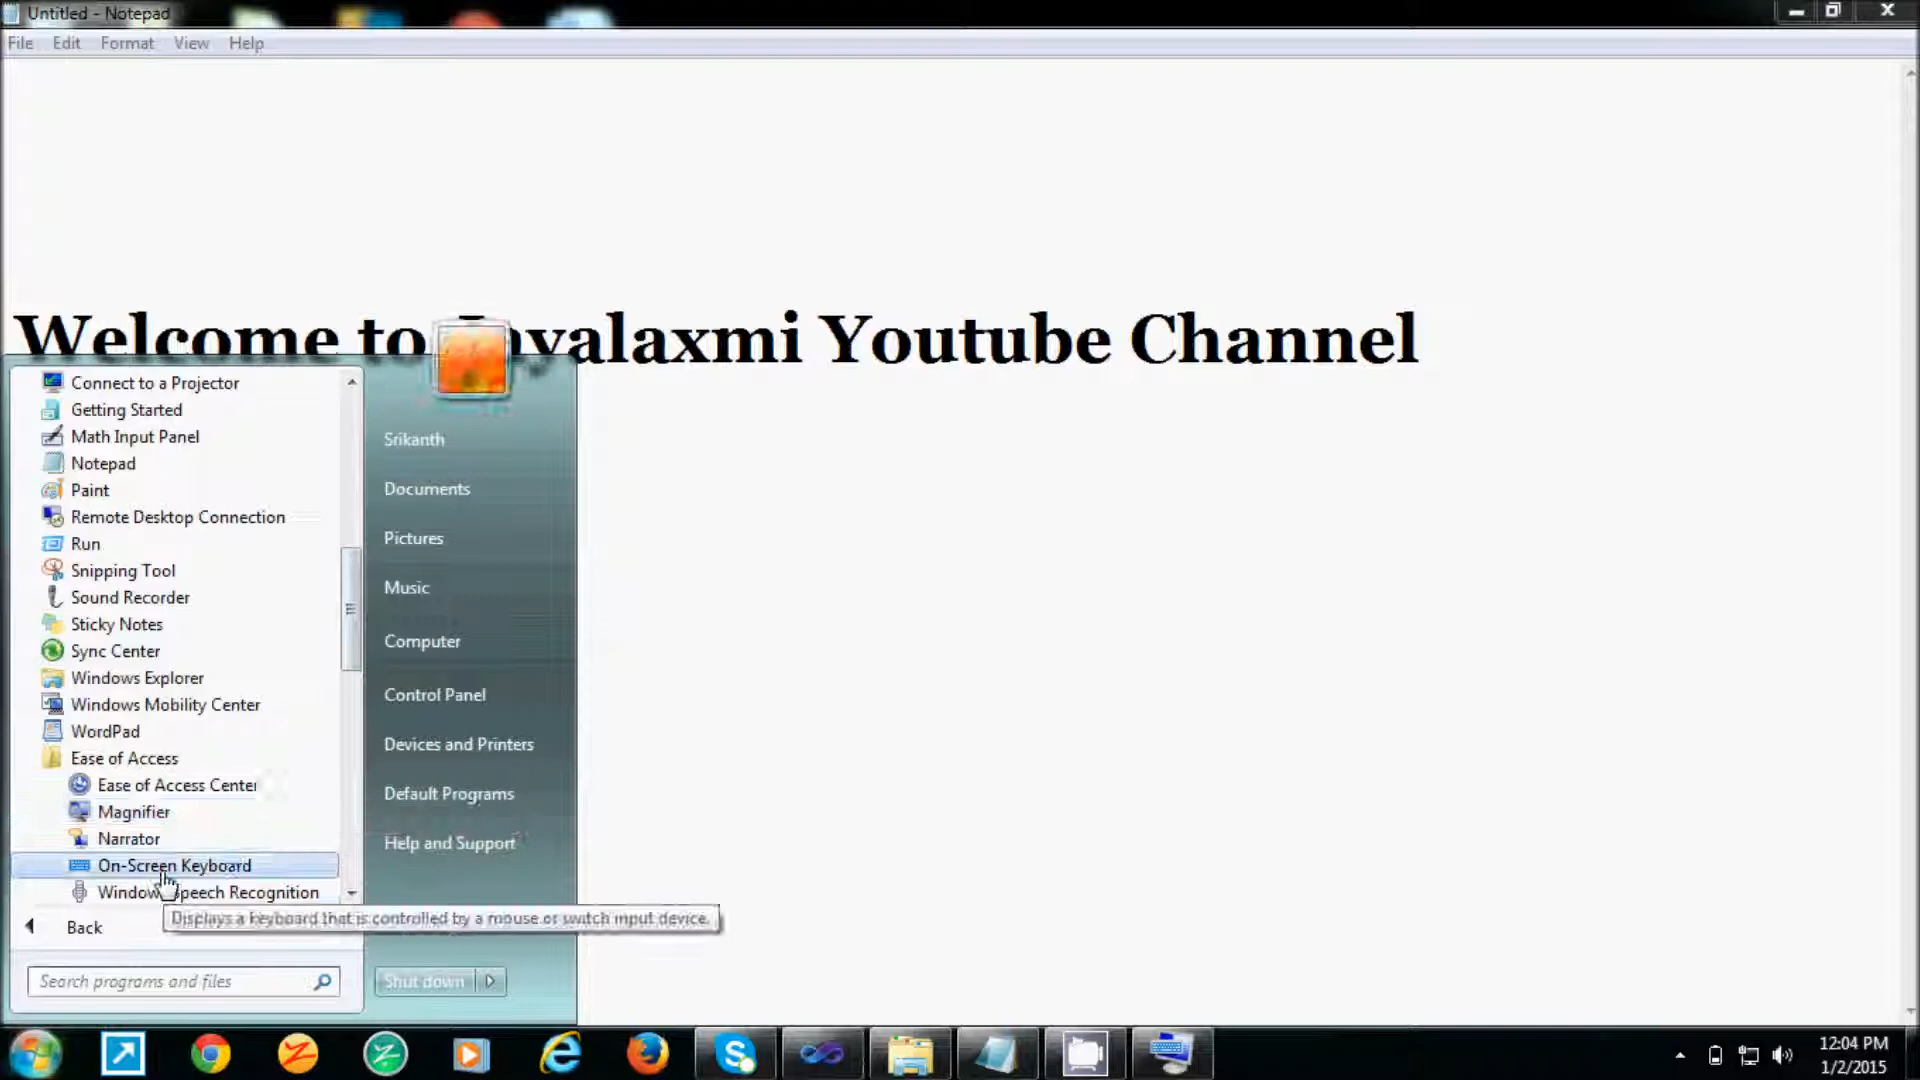 Untitled - Notepad
File Edit Format View Help
Welcome to Jayalaxmi Youtube Channel
Connect to a Projector
Getting Started
Math Input Panel
Notepad
Paint
Remote Desktop Connection
Run
Snipping Tool
Sound Recorder
Sticky Notes
Sync Center
Windows Explorer
Windows Mobility Center
WordPad
Ease of Access
Ease of Access Center
Magnifier
Narrator
On-Screen Keyboard
Windows Speech Recognition
Back
Search programs and files
Srikanth
Documents
Pictures
Music
Computer
Control Panel
Devices and Printers
Default Programs
Help and Support
Shut down
Displays a keyboard that is controlled by a mouse or switch input device.
12:04 PM
1/2/2015